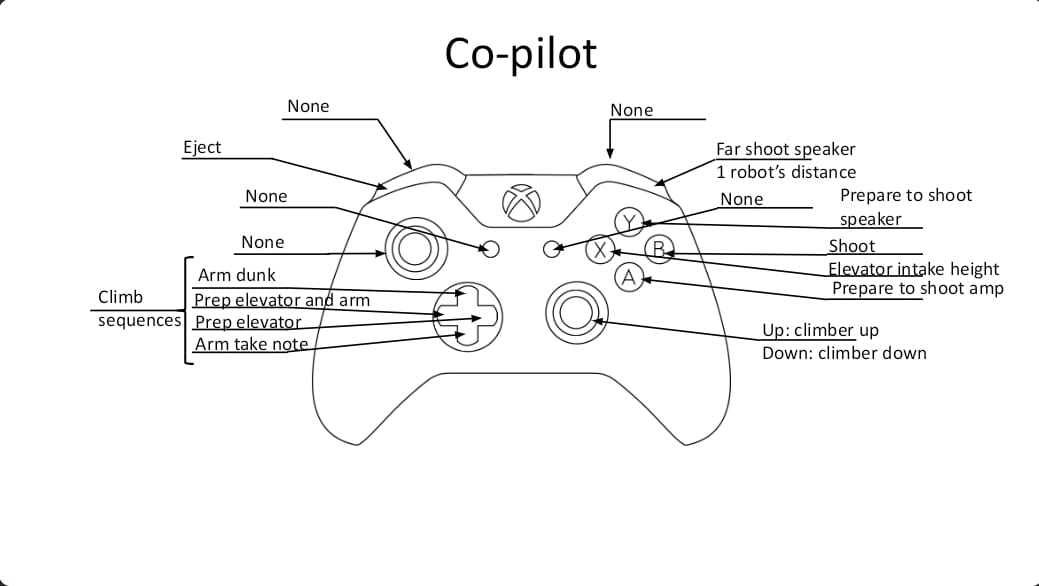 Co-pilot
None
None
Eject
Far shoot speaker
1 robot’s distance
None
None
Prepare to shoot
speaker
Y
None
X
B
Shoot
Arm dunk
A
Elevator intake height
Climb
sequences
Prep elevator and arm
Prepare to shoot amp
Prep elevator
Arm take note
Up: climber up
Down: climber down